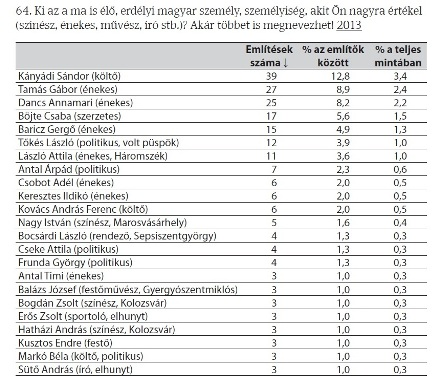 64. Ki az a ma is élő, erdélyi magyar személy, személyiség, akit Ön nagyra értékel
(színész, énekes, művész, író stb.)? Akár többet is megnevezhet! 2013
Említések száma ↓ % az említők között % a teljes mintában
Kányádi Sándor (költő) 39 12,8 3,4
Tamás Gábor (énekes) 27 8,9 2,4
Dancs Annamari (énekes) 25 8,2 2,2
Böjte Csaba (szerzetes) 17 5,6 1,5
Baricz Gergő (énekes) 15 4,9 1,3
Tőkés László (politikus, volt püspök) 12 3,9 1,0
László Attila (énekes, Háromszék) 11 3,6 1,0
Antal Árpád (politikus) 7 2,3 0,6
Csobot Adél (énekes) 6 2,0 0,5
Keresztes Ildikó (énekes) 6 2,0 0,5
Kovács András Ferenc (költő) 6 2,0 0,5
Nagy István (színész, Marosvásárhely) 5 1,6 0,4
Bocsárdi László (rendező, Sepsiszentgyörgy) 4 1,3 0,3
Cseke Attila (politikus) 4 1,3 0,3
Frunda György (politikus) 4 1,3 0,3
Antal Timi (énekes) 3 1,0 0,3
Balázs József (festőművész, Gyergyószentmiklós) 3 1,0 0,3
Bogdán Zsolt (színész, Kolozsvár) 3 1,0 0,3
Erős Zsolt (sportoló, elhunyt) 3 1,0 0,3
Hatházi András (színész, Kolozsvár) 3 1,0 0,3
Kusztos Endre (festő) 3 1,0 0,3
Markó Béla (költő, politikus) 3 1,0 0,3
Sütő András (író, elhunyt) 3 1,0 0,3